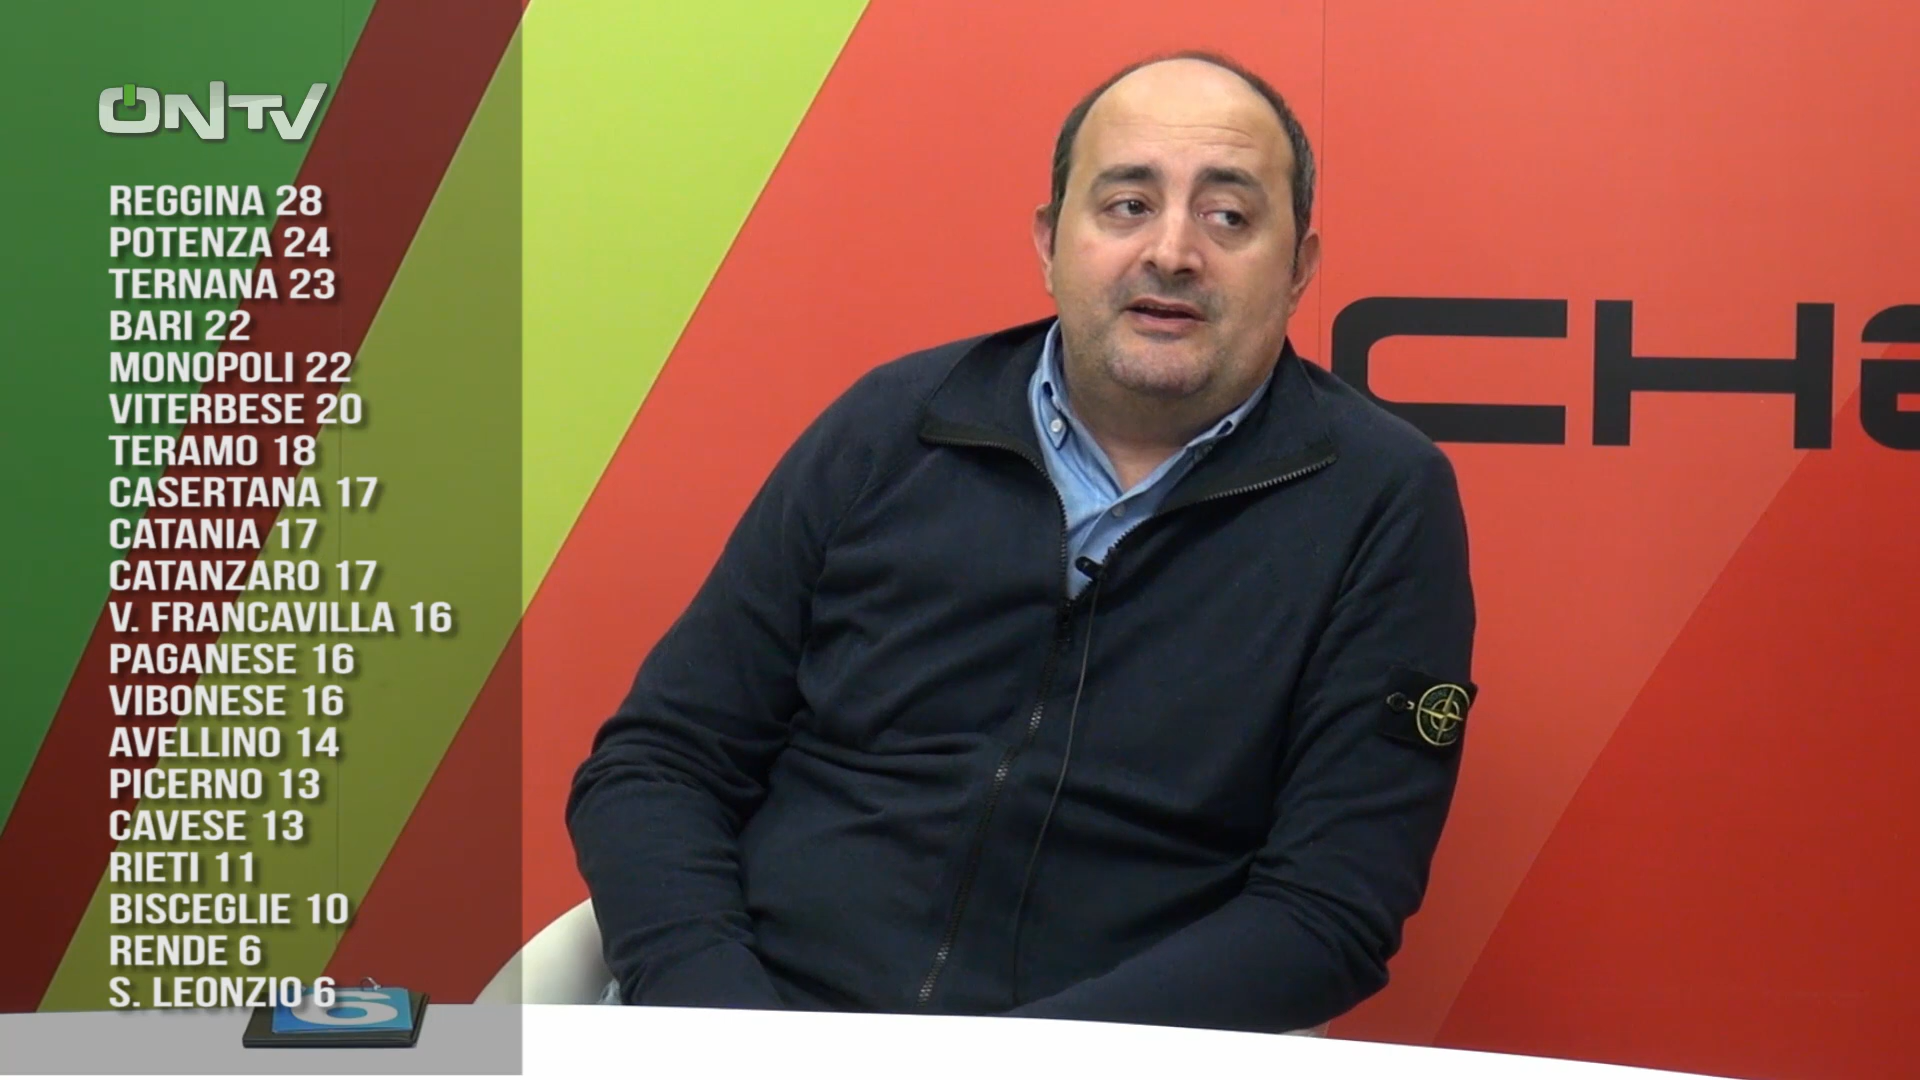 ONTV
REGGINA 28
POTENZA 24
TERNANA 23
BARI 22
MONOPOLI 22
VITERBESE 20
TERAMO 18
CASERTANA 17
CATANIA 17
CATANZARO 17
V. FRANCAVILLA 16
PAGANESE 16
VIBONESE 16
AVELLINO 14
PICERNO 13
CAVESE 13
RIETI 11
BISCEGLIE 10
RENDE 6
S. LEONZIO 6
6
CHA